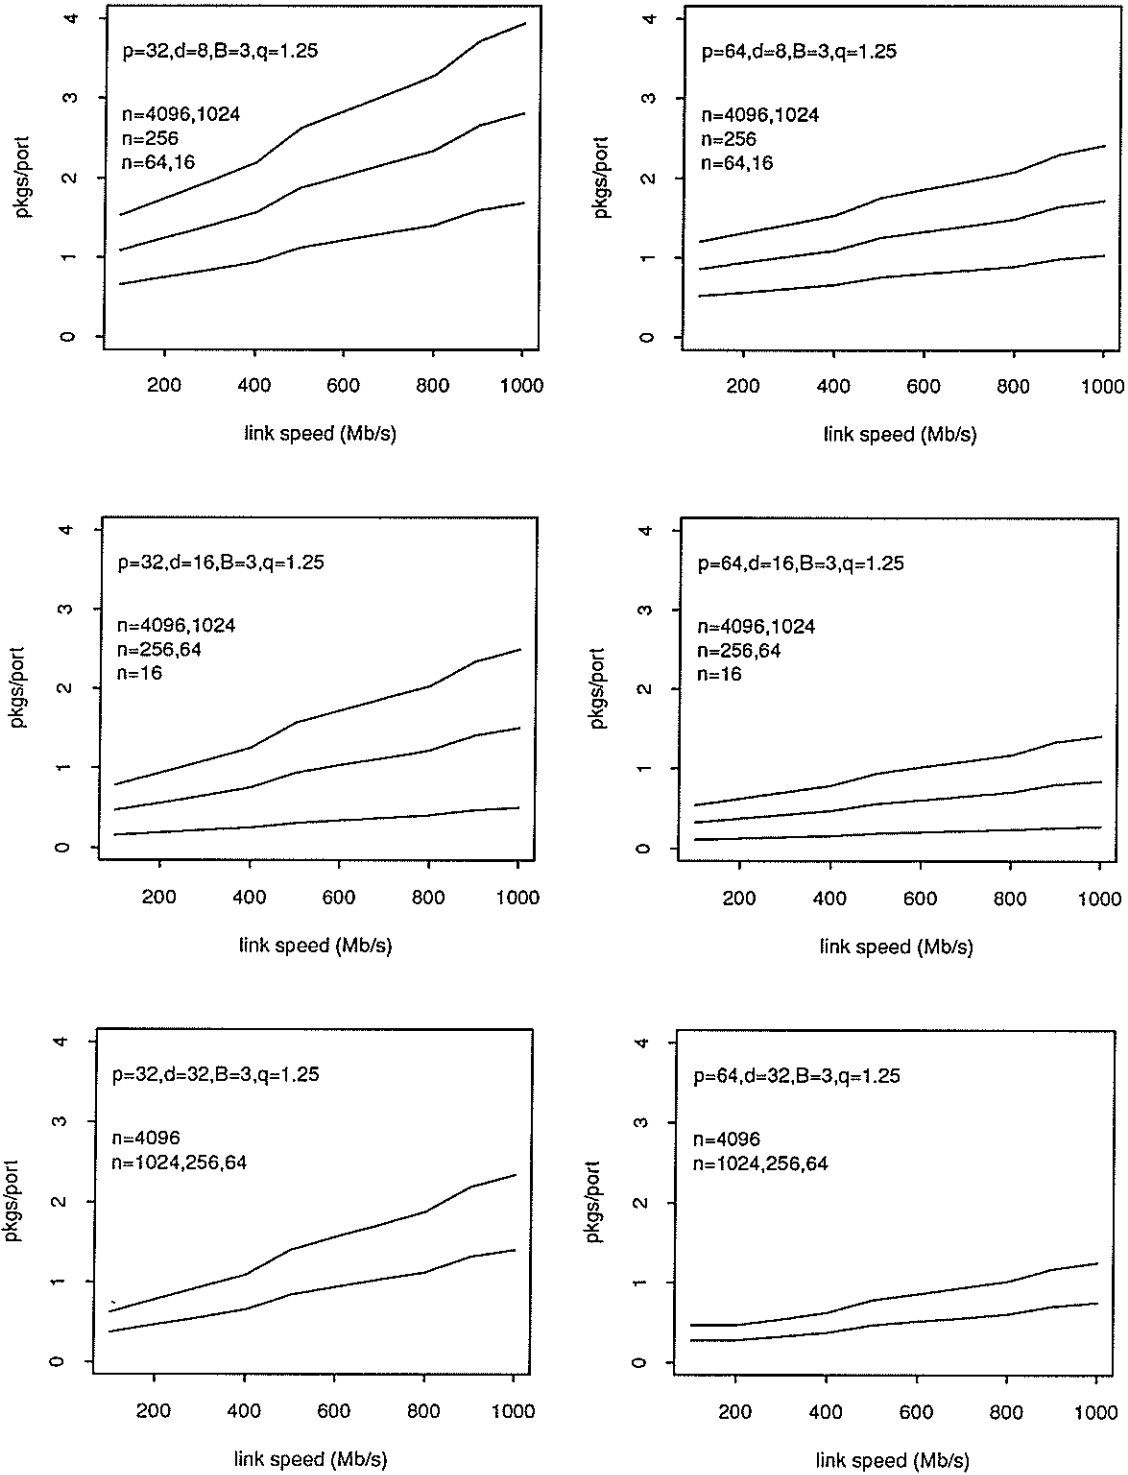 4
3
2
1
0
pkgs/port
p=32,d=8,B=3,q=1.25
n=4096,1024
n=256
n=64,16
200 400 600 800 1000
link speed (Mb/s)
4
3
2
1
0
pkgs/port
p=64,d=8,B=3,q=1.25
n=4096,1024
n=256
n=64,16
200 400 600 800 1000
link speed (Mb/s)
4
3
2
1
0
pkgs/port
p=32,d=16,B=3,q=1.25
n=4096,1024
n=256,64
n=16
200 400 600 800 1000
link speed (Mb/s)
4
3
2
1
0
pkgs/port
p=64,d=16,B=3,q=1.25
n=4096,1024
n=256,64
n=16
200 400 600 800 1000
link speed (Mb/s)
4
3
2
1
0
pkgs/port
p=32,d=32,B=3,q=1.25
n=4096
n=1024,256,64
200 400 600 800 1000
link speed (Mb/s)
4
3
2
1
0
pkgs/port
p=64,d=32,B=3,q=1.25
n=4096
n=1024,256,64
200 400 600 800 1000
link speed (Mb/s)